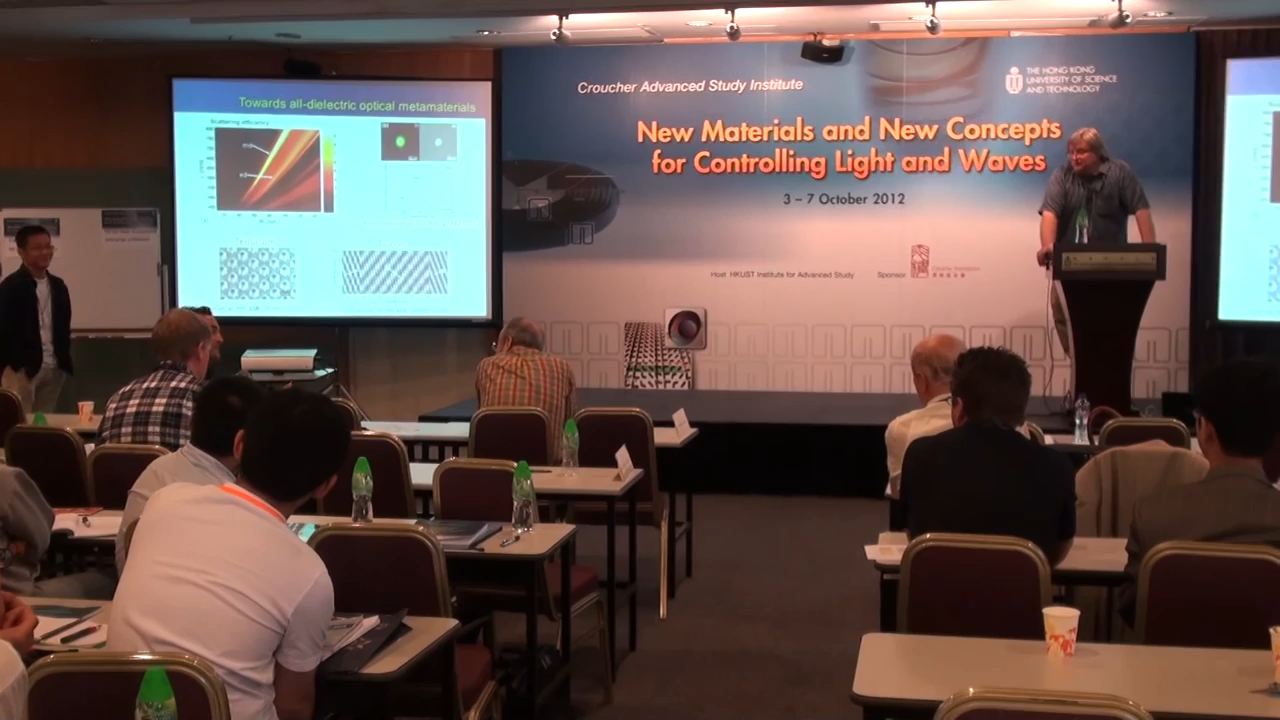 Towards all-dielectric optical metamaterials
Scattering efficiency
Croucher Advanced Study Institute
THE HONG KONG
UNIVERSITY OF SCIENCE
AND TECHNOLOGY
New Materials and New Concepts
for Controlling Light and Waves
3 – 7 October 2012
Host HKUST Institute for Advanced Study
Sponsor